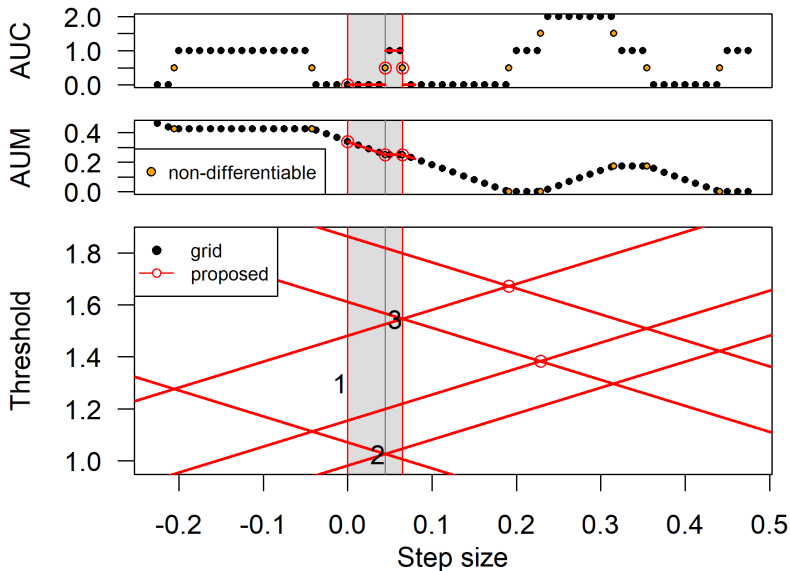 AUC
2.0
1.0
0.0
AUM
0.4
0.2
0.0
non-differentiable
Threshold
1.8
1.6
1.4
1.2
1.0
grid
proposed
3
1
2
-0.2 -0.1 0.0 0.1 0.2 0.3 0.4 0.5
Step size